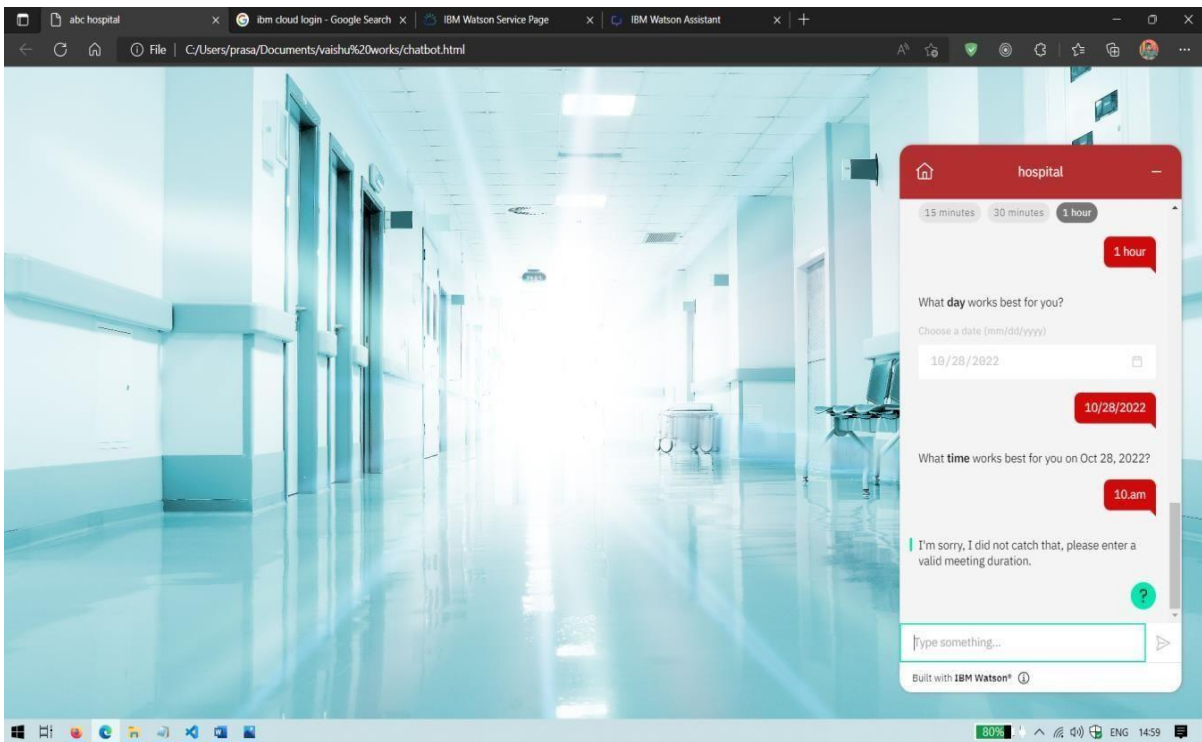 abc hospital
ibm cloud login - Google Search
IBM Watson Service Page
IBM Watson Assistant
File | C:/Users/prasa/Documents/vaishu%20works/chatbot.html
hospital
15 minutes 30 minutes 1 hour
1 hour
What day works best for you?
Choose a date (mm/dd/yyyy)
10/28/2022
10/28/2022
What time works best for you on Oct 28, 2022?
10.am
I'm sorry, I did not catch that, please enter a
valid meeting duration.
?
Type something...
Built with IBM Watson®
80% ENG 14:59